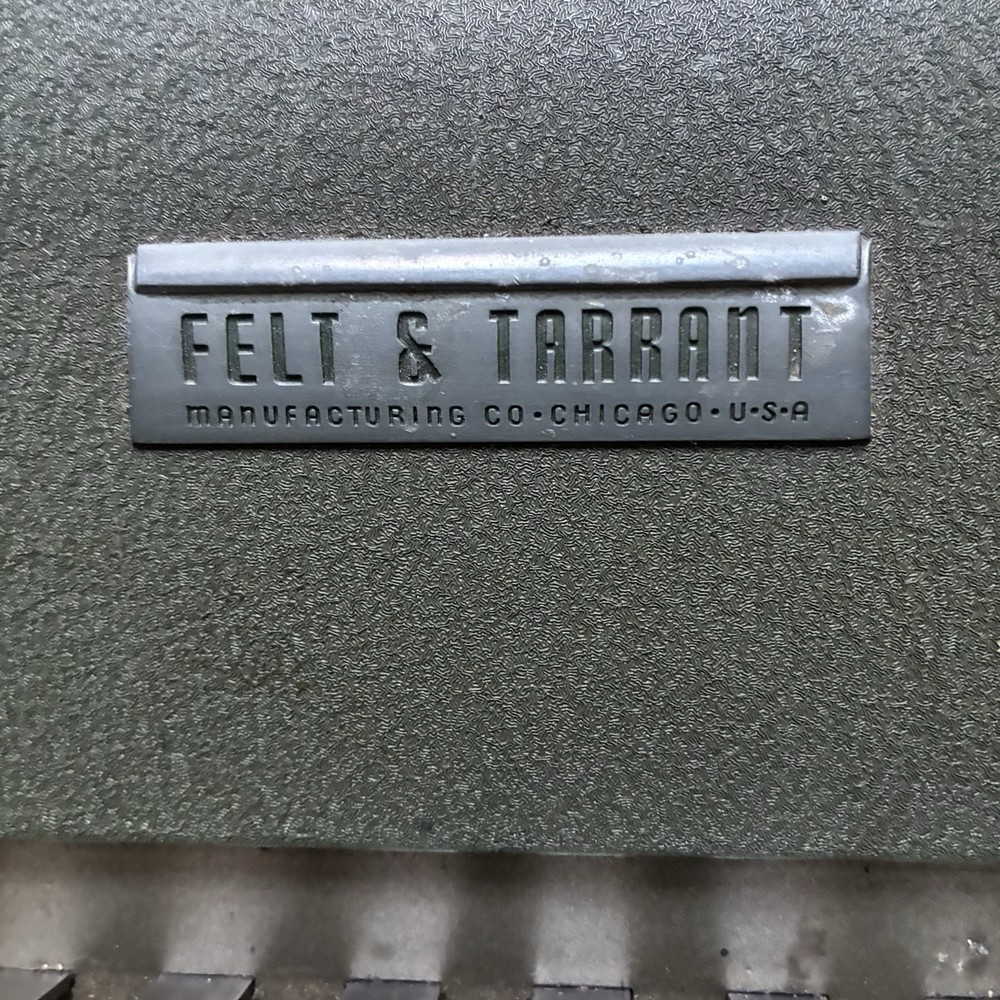 FELT & TARRANT
MANUFACTURING CO•CHICAGO•U•S•A